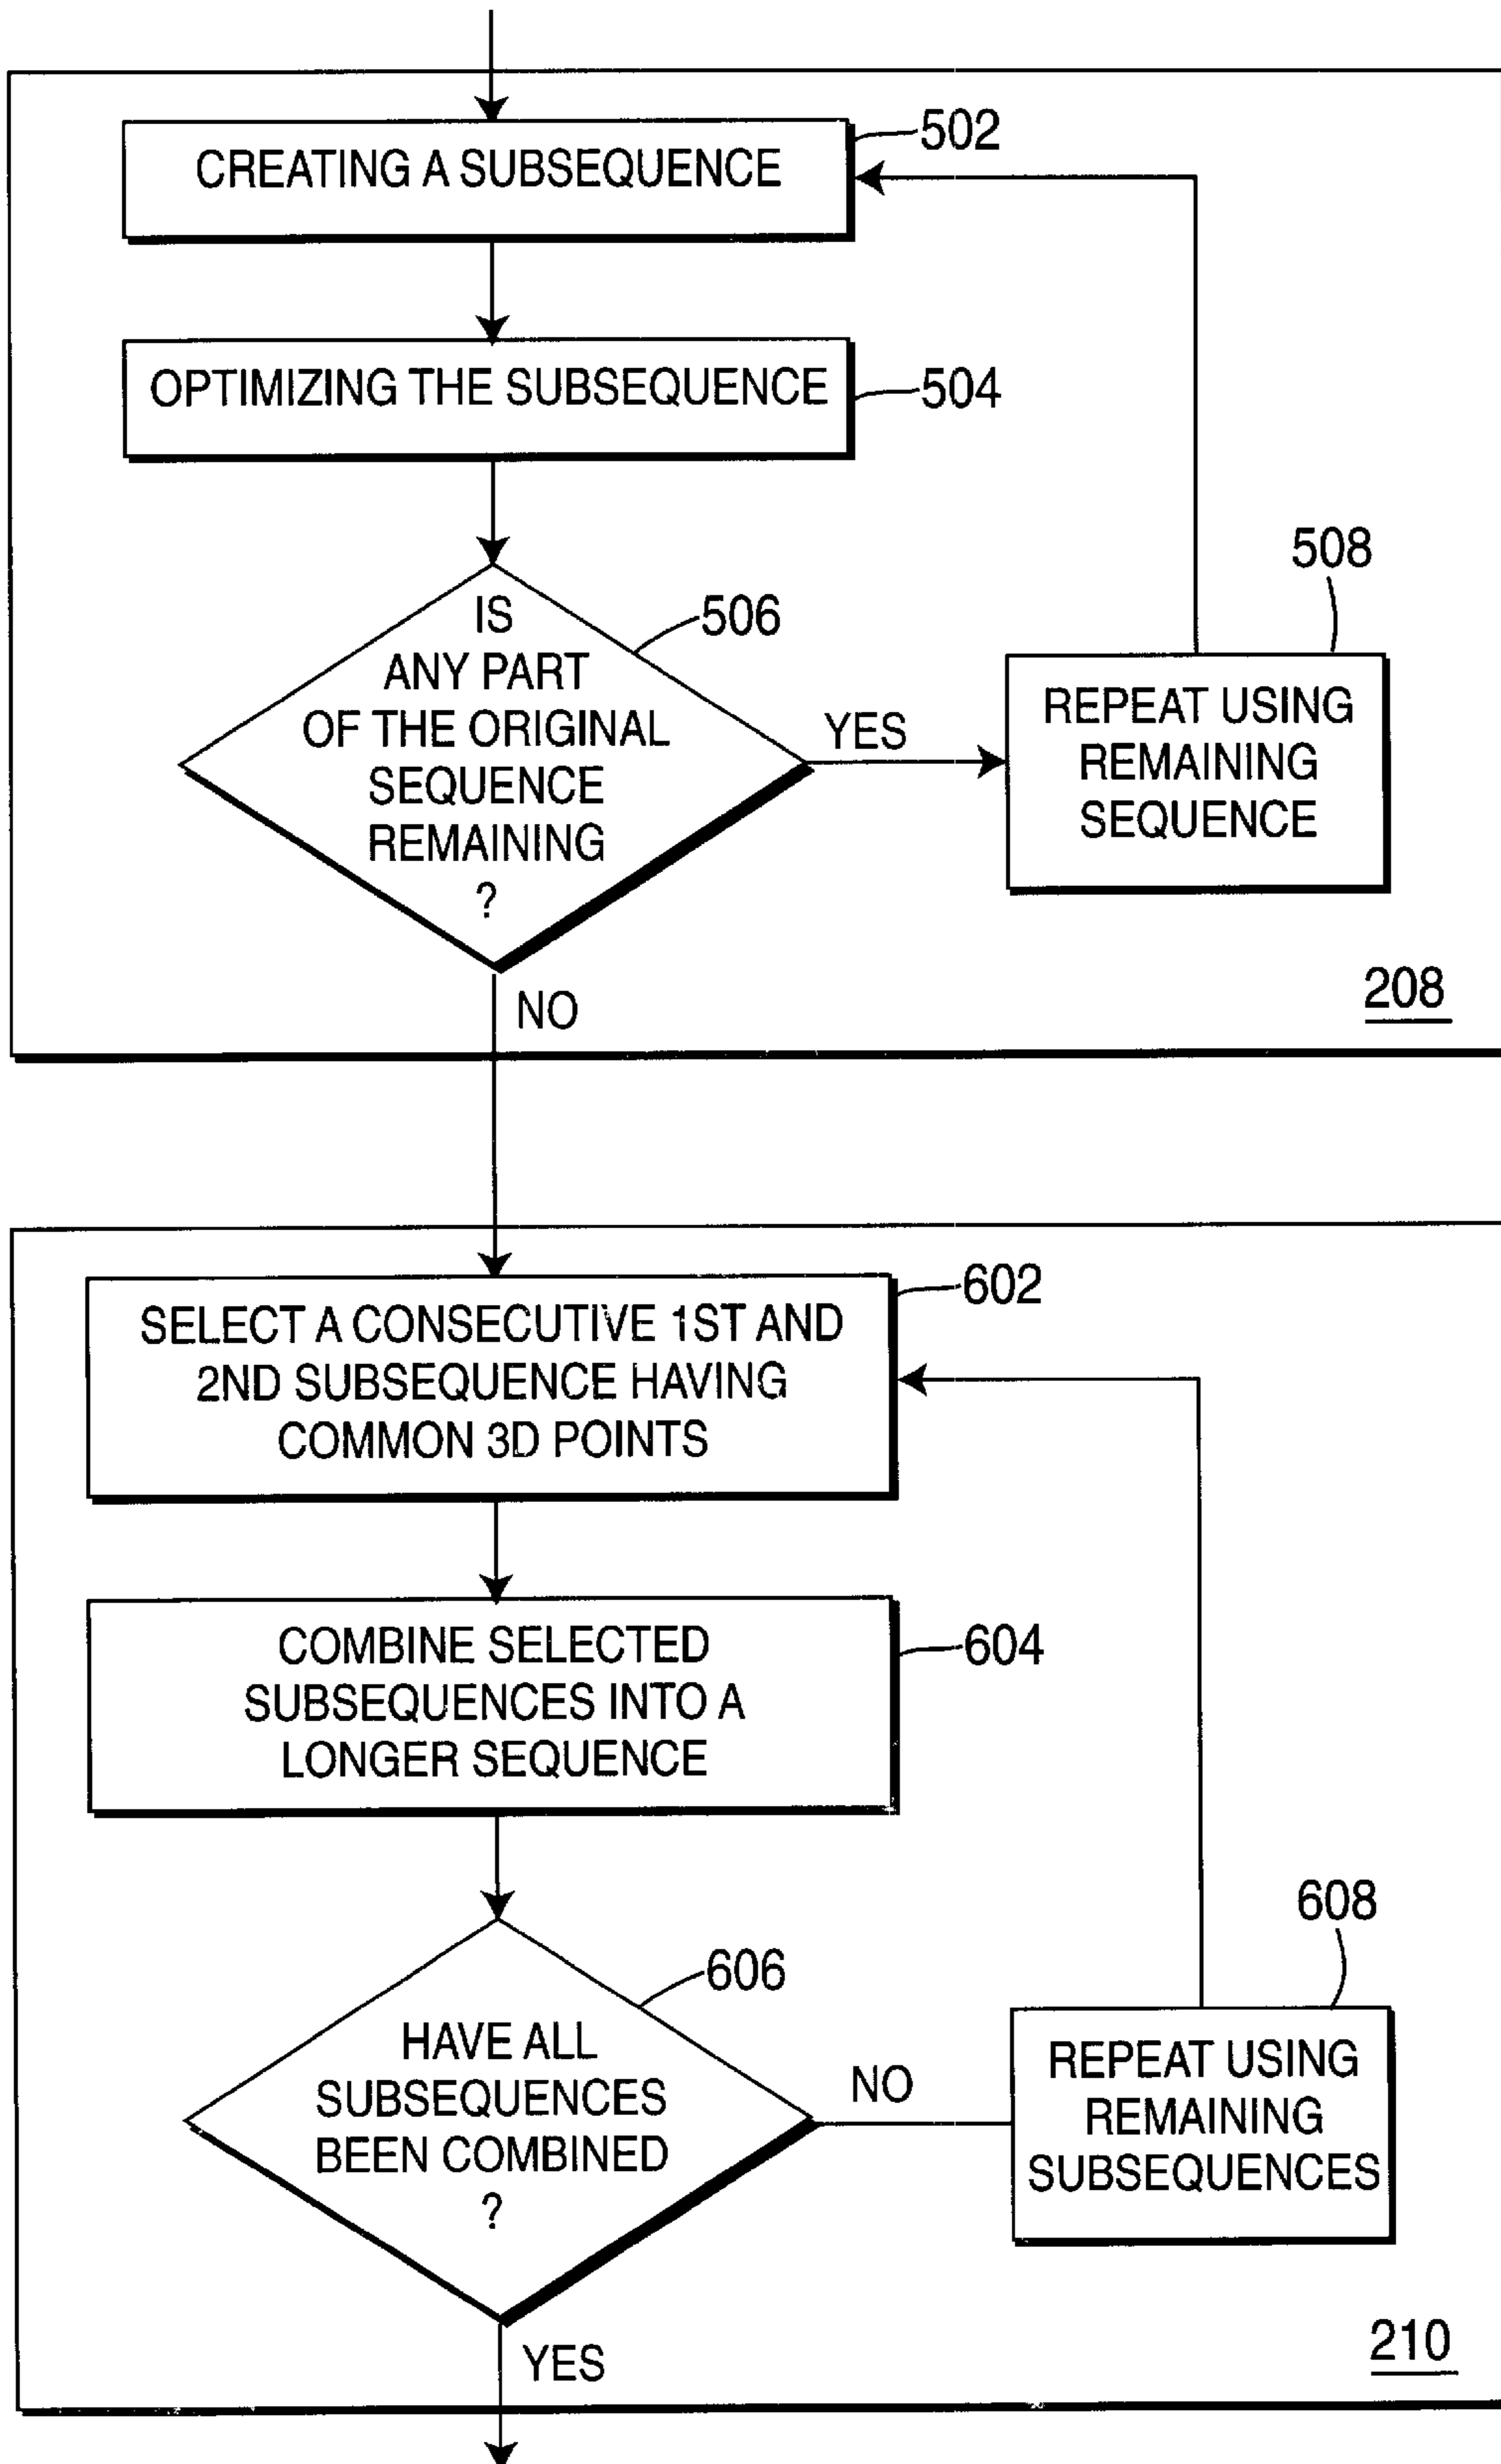 CREATING A SUBSEQUENCE
502
OPTIMIZING THE SUBSEQUENCE
504
IS
ANY PART
OF THE ORIGINAL
SEQUENCE
REMAINING
?
506
YES
508
REPEAT USING
REMAINING
SEQUENCE
NO
208
SELECT A CONSECUTIVE 1ST AND
2ND SUBSEQUENCE HAVING
COMMON 3D POINTS
602
COMBINE SELECTED
SUBSEQUENCES INTO A
LONGER SEQUENCE
604
HAVE ALL
SUBSEQUENCES
BEEN COMBINED
?
606
NO
608
REPEAT USING
REMAINING
SUBSEQUENCES
YES
210